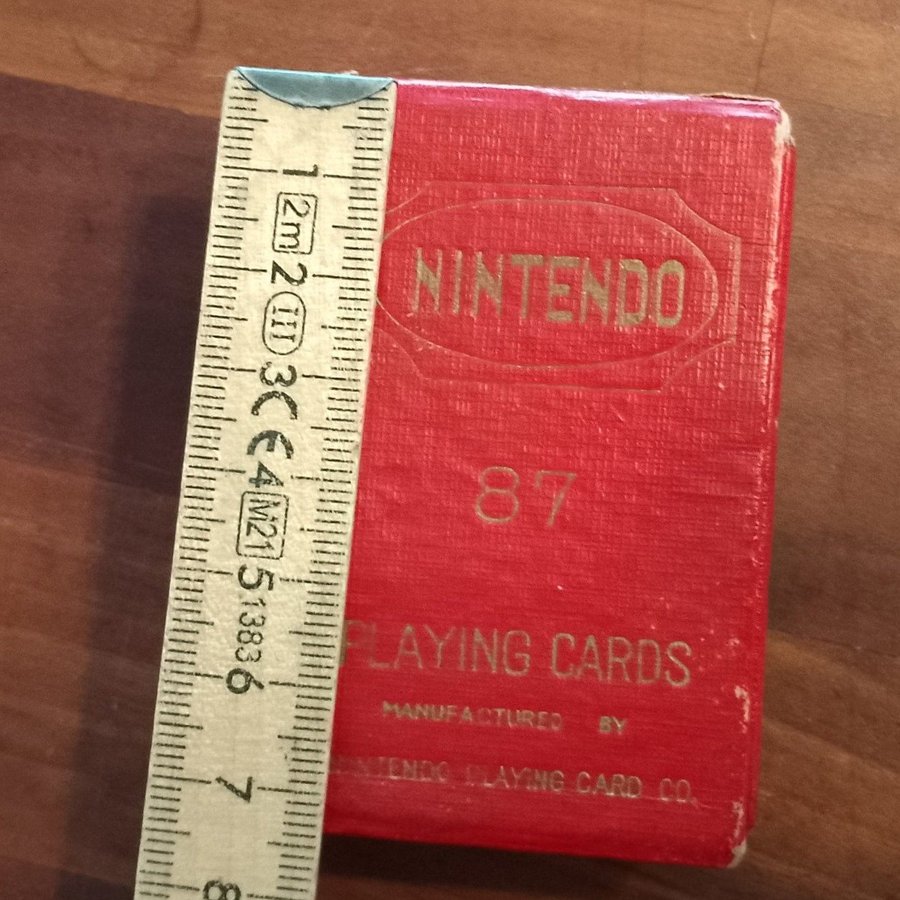 NINTENDO
87
PLAYING CARDS
MANUFACTURED BY
NINTENDO PLAYING CARD CO.
1
2m
2
III
3
CE
4
M21
5
1383
6
7
8